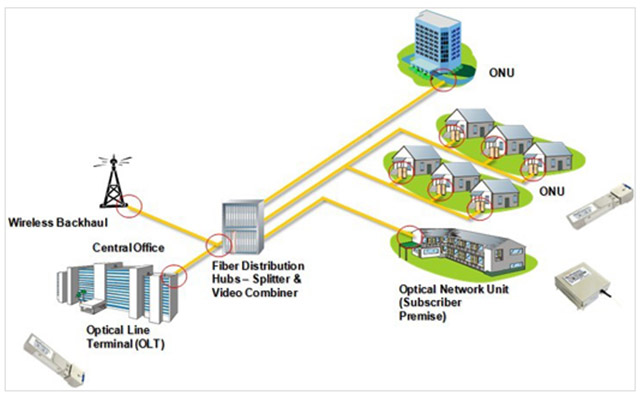 ONU
ONU
Wireless Backhaul
Central Office
Fiber Distribution
Hubs – Splitter &
Video Combiner
Optical Network Unit
(Subscriber
Premise)
Optical Line
Terminal (OLT)